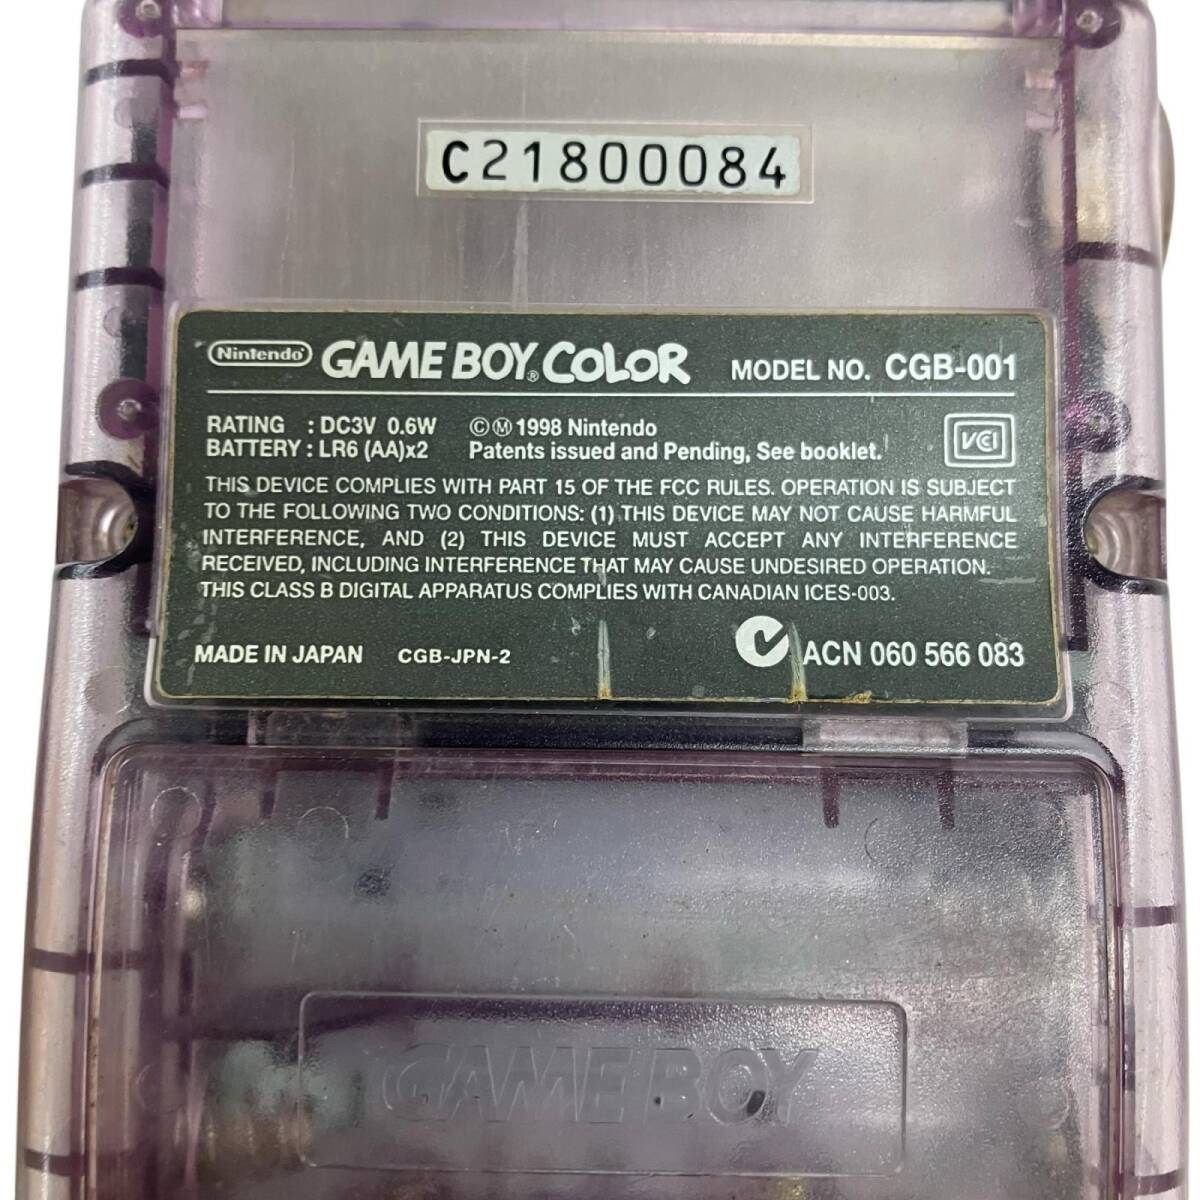 C21800084
Nintendo GAME BOY® COLOR MODEL NO. CGB-001
RATING : DC3V 0.6W ©Ⓜ1998 Nintendo
BATTERY : LR6 (AA)x2 Patents issued and Pending, See booklet.
VCI
THIS DEVICE COMPLIES WITH PART 15 OF THE FCC RULES. OPERATION IS SUBJECT
TO THE FOLLOWING TWO CONDITIONS: (1) THIS DEVICE MAY NOT CAUSE HARMFUL
INTERFERENCE, AND (2) THIS DEVICE MUST ACCEPT ANY INTERFERENCE
RECEIVED, INCLUDING INTERFERENCE THAT MAY CAUSE UNDESIRED OPERATION.
THIS CLASS B DIGITAL APPARATUS COMPLIES WITH CANADIAN ICES-003.
MADE IN JAPAN CGB-JPN-2 ACN 060 566 083
GAME BOY